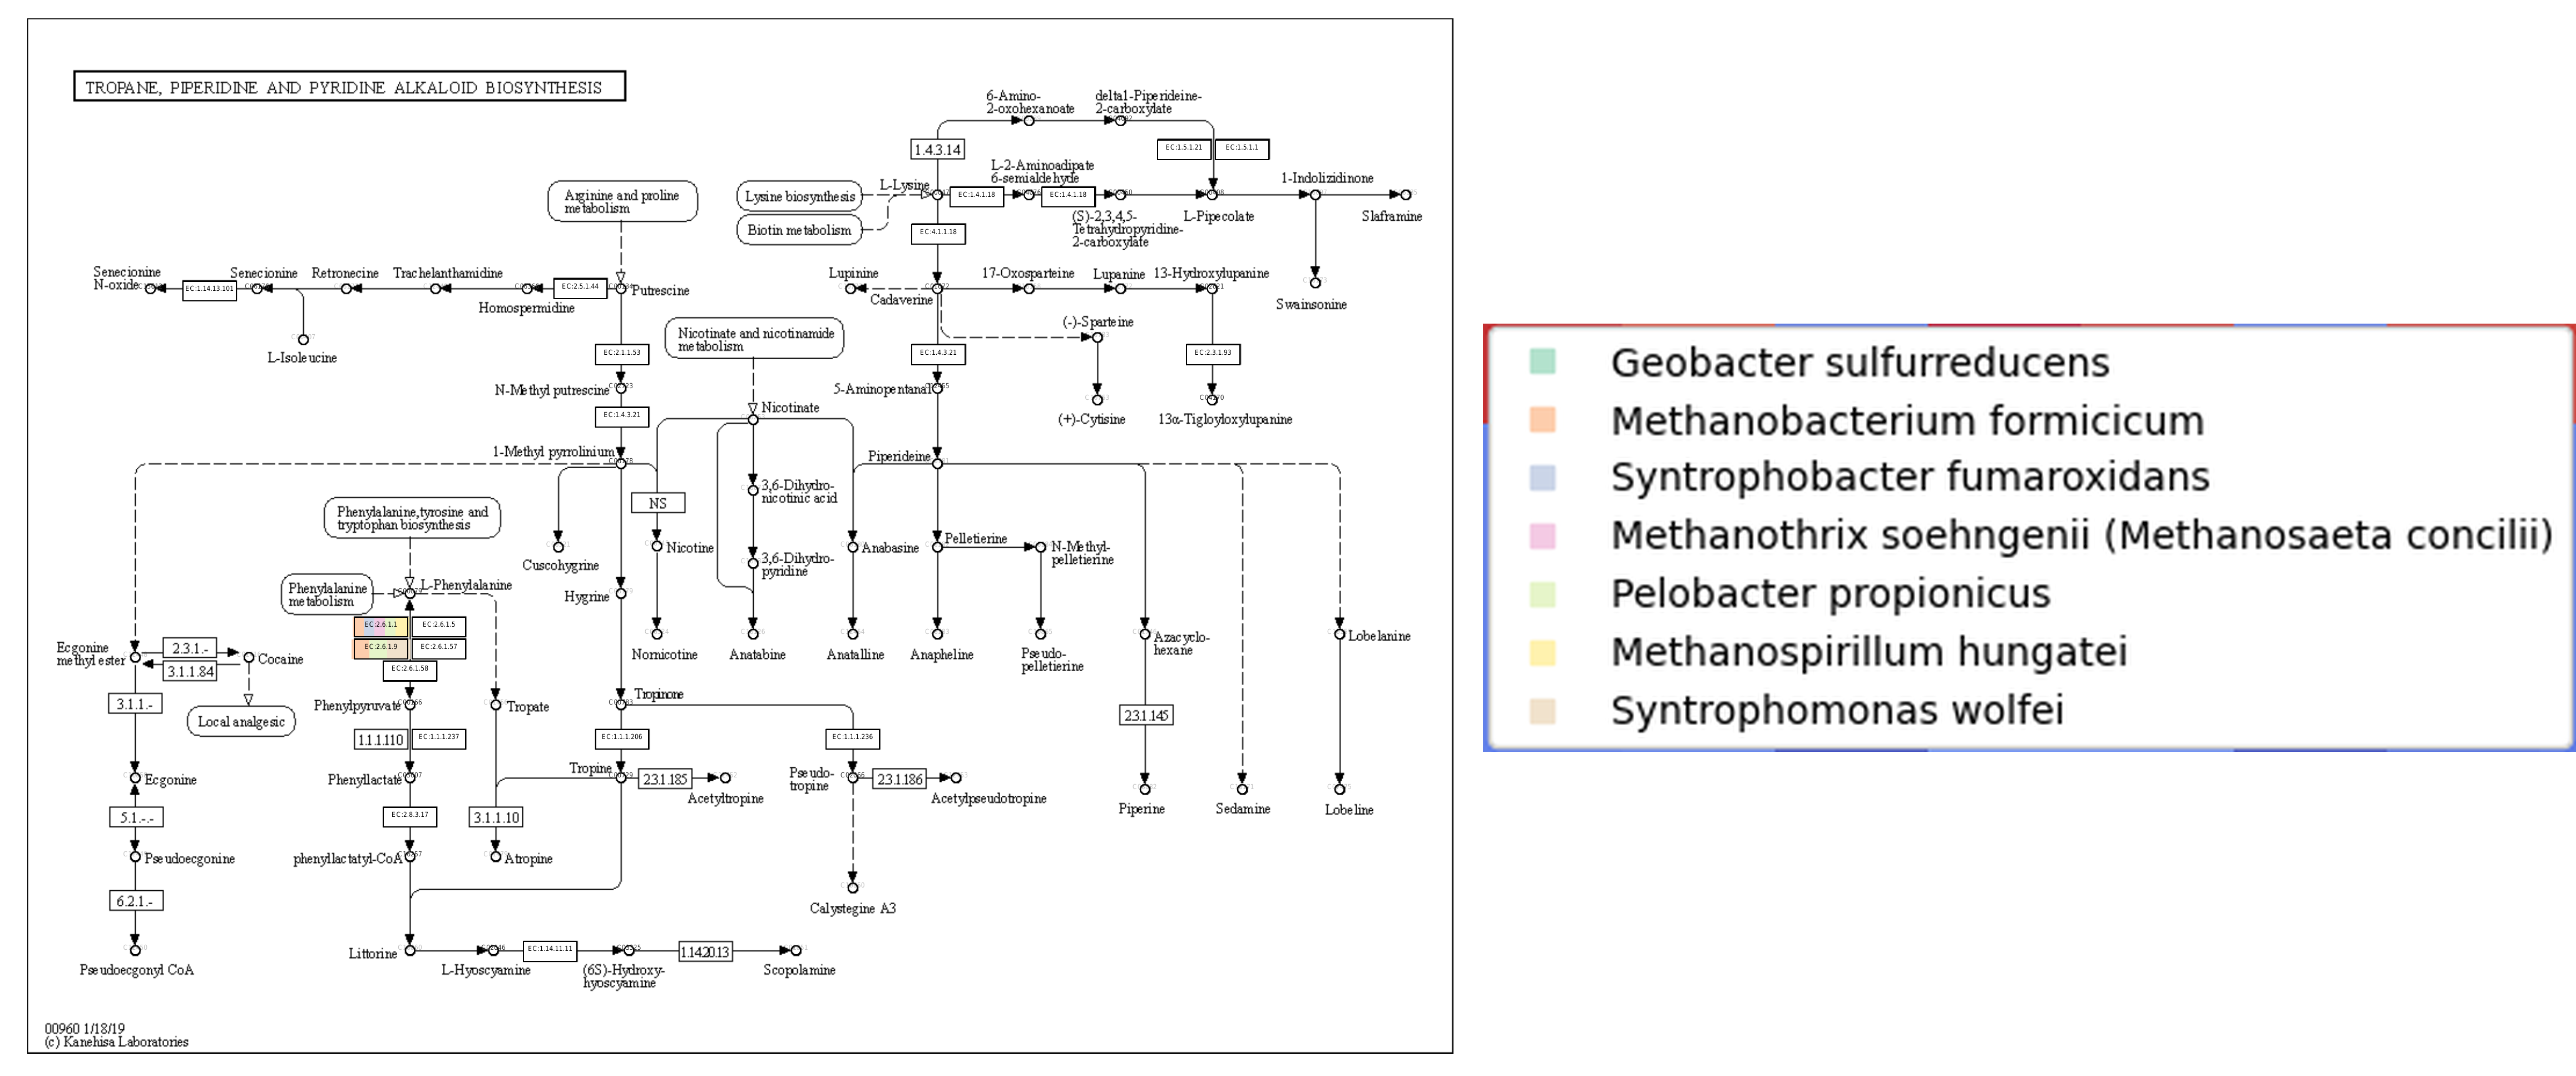 TROPANE, PIPERIDINE AND PYRIDINE ALKALOID BIOSYNTHESIS
6-Amino-
2-oxohexanoate
delta1-Piperideine-
2-carboxylate
1.4.3.14
EC:1.5.1.21
EC:1.5.1.1
L-2-Aminoadipate
6-semialdehyde
Arginine and proline
metabolism
Lysine biosynthesis
L-Lysine
EC:1.4.1.18
EC:1.4.1.18
1-Indolizidinone
Biotin metabolism
(S)-2,3,4,5-
Tetrahydropyridine-
2-carboxylate
L-Pipecolate
Slaframine
EC:4.1.1.18
Senecionine
N-oxide
EC:1.14.13.101
Senecionine
Retronecine
Trachelanthamidine
Homospermidine
EC:2.5.1.44
Putrescine
Lupinine
Cadaverine
17-Oxosparteine
Lupanine
13-Hydroxylupanine
Swainsonine
L-Isoleucine
Nicotinate and nicotinamide
metabolism
(-)-Sparteine
EC:2.1.1.53
EC:1.4.3.21
EC:2.3.1.93
N-Methyl putrescine
5-Aminopentanal
EC:1.4.3.21
Nicotinate
(+)-Cytisine
13α-Tigloyloxylupanine
1-Methyl pyrrolinium
Piperideine
NS
3,6-Dihydro-
nicotinic acid
Phenylalanine, tyrosine and
tryptophan biosynthesis
Cuscohygrine
Nicotine
3,6-Dihydro-
pyridine
Anabasine
Pelletierine
N-Methyl-
pelletierine
Phenylalanine
metabolism
L-Phenylalanine
Hygrine
EC:2.6.1.1
EC:2.6.1.5
EC:2.6.1.9
EC:2.6.1.57
EC:2.6.1.58
Ecgonine
methyl ester
2.3.1.-
3.1.1.84
Cocaine
Nornicotine
Anatabine
Anatalline
Anapheline
Pseudo-
pelletierine
Azacyclo-
hexane
Lobelanine
3.1.1.-
Local analgesic
Phenylpyruvate
Tropate
Tropinone
2.3.1.145
1.1.1.110
EC:1.1.1.237
EC:1.1.1.206
EC:1.1.1.236
Ecgonine
Phenyllactate
Tropine
2.3.1.185
Acetyltropine
Pseudo-
tropine
2.3.1.186
Acetylpseudotropine
Piperine
Sedamine
Lobeline
5.1.-.-
EC:2.8.3.17
3.1.1.10
Pseudoecgonine
phenyllactatyl-CoA
Atropine
6.2.1.-
Calystegine A3
Pseudoecgonyl CoA
Littorine
L-Hyoscyamine
EC:1.14.11.11
(6S)-Hydroxy-
hyoscyamine
1.14.20.13
Scopolamine
00960 1/18/19
(c) Kanehisa Laboratories
Geobacter sulfurreducens
Methanobacterium formicicum
Syntrophobacter fumaroxidans
Methanothrix soehngenii (Methanosaeta concilii)
Pelobacter propionicus
Methanospirillum hungatei
Syntrophomonas wolfei